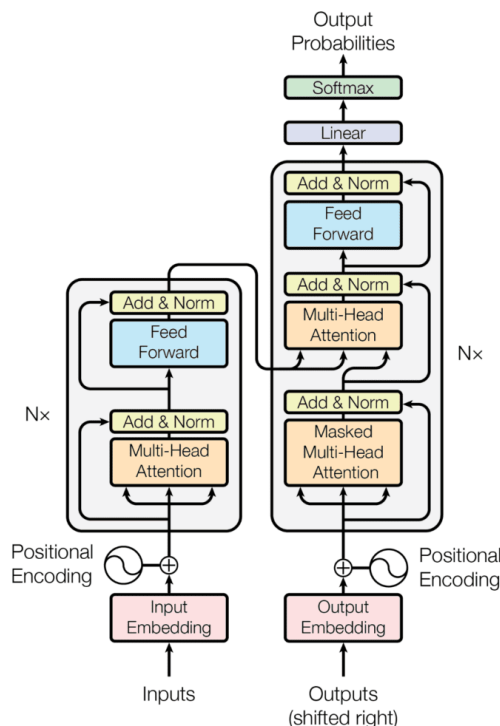 Output
Probabilities
Softmax
Linear
Add & Norm
Feed
Forward
Add & Norm
Multi-Head
Attention
Nx
Add & Norm
Masked
Multi-Head
Attention
Positional
Encoding
Output
Embedding
Outputs
(shifted right)
Add & Norm
Feed
Forward
Nx
Add & Norm
Multi-Head
Attention
Positional
Encoding
Input
Embedding
Inputs